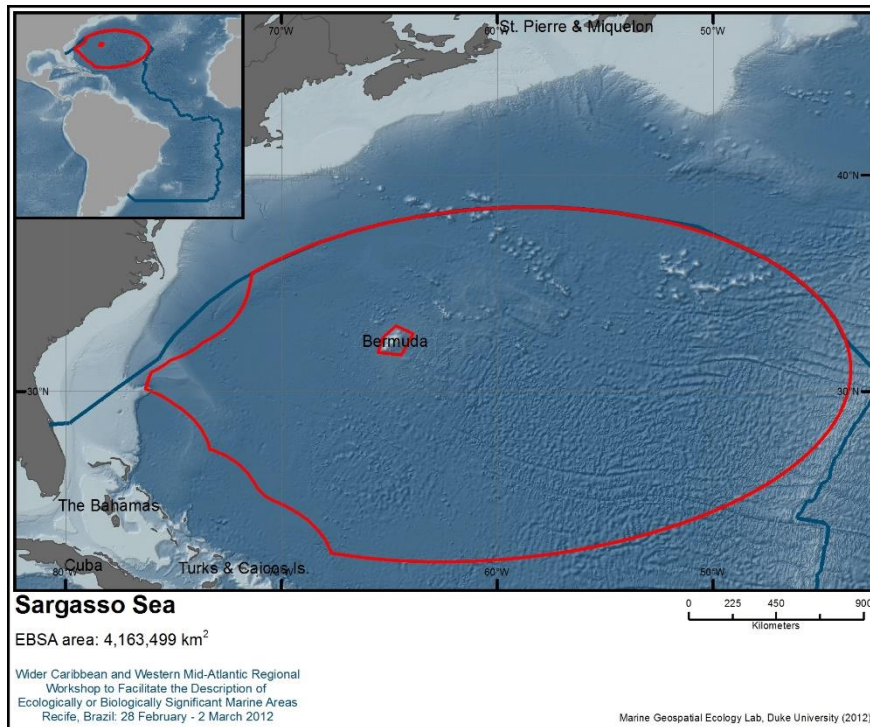 St. Pierre & Miquelon
70°W
60°W
50°W
40°N
40°N
Bermuda
30°N
30°N
The Bahamas
Cuba
Turks & Caicos Is.
80°W
70°W
60°W
50°W
Sargasso Sea
EBSA area: 4,163,499 km²
0 225 450 900
Kilometers
Wider Caribbean and Western Mid-Atlantic Regional
Workshop to Facilitate the Description of
Ecologically or Biologically Significant Marine Areas
Recife, Brazil: 28 February - 2 March 2012
Marine Geospatial Ecology Lab, Duke University (2012)